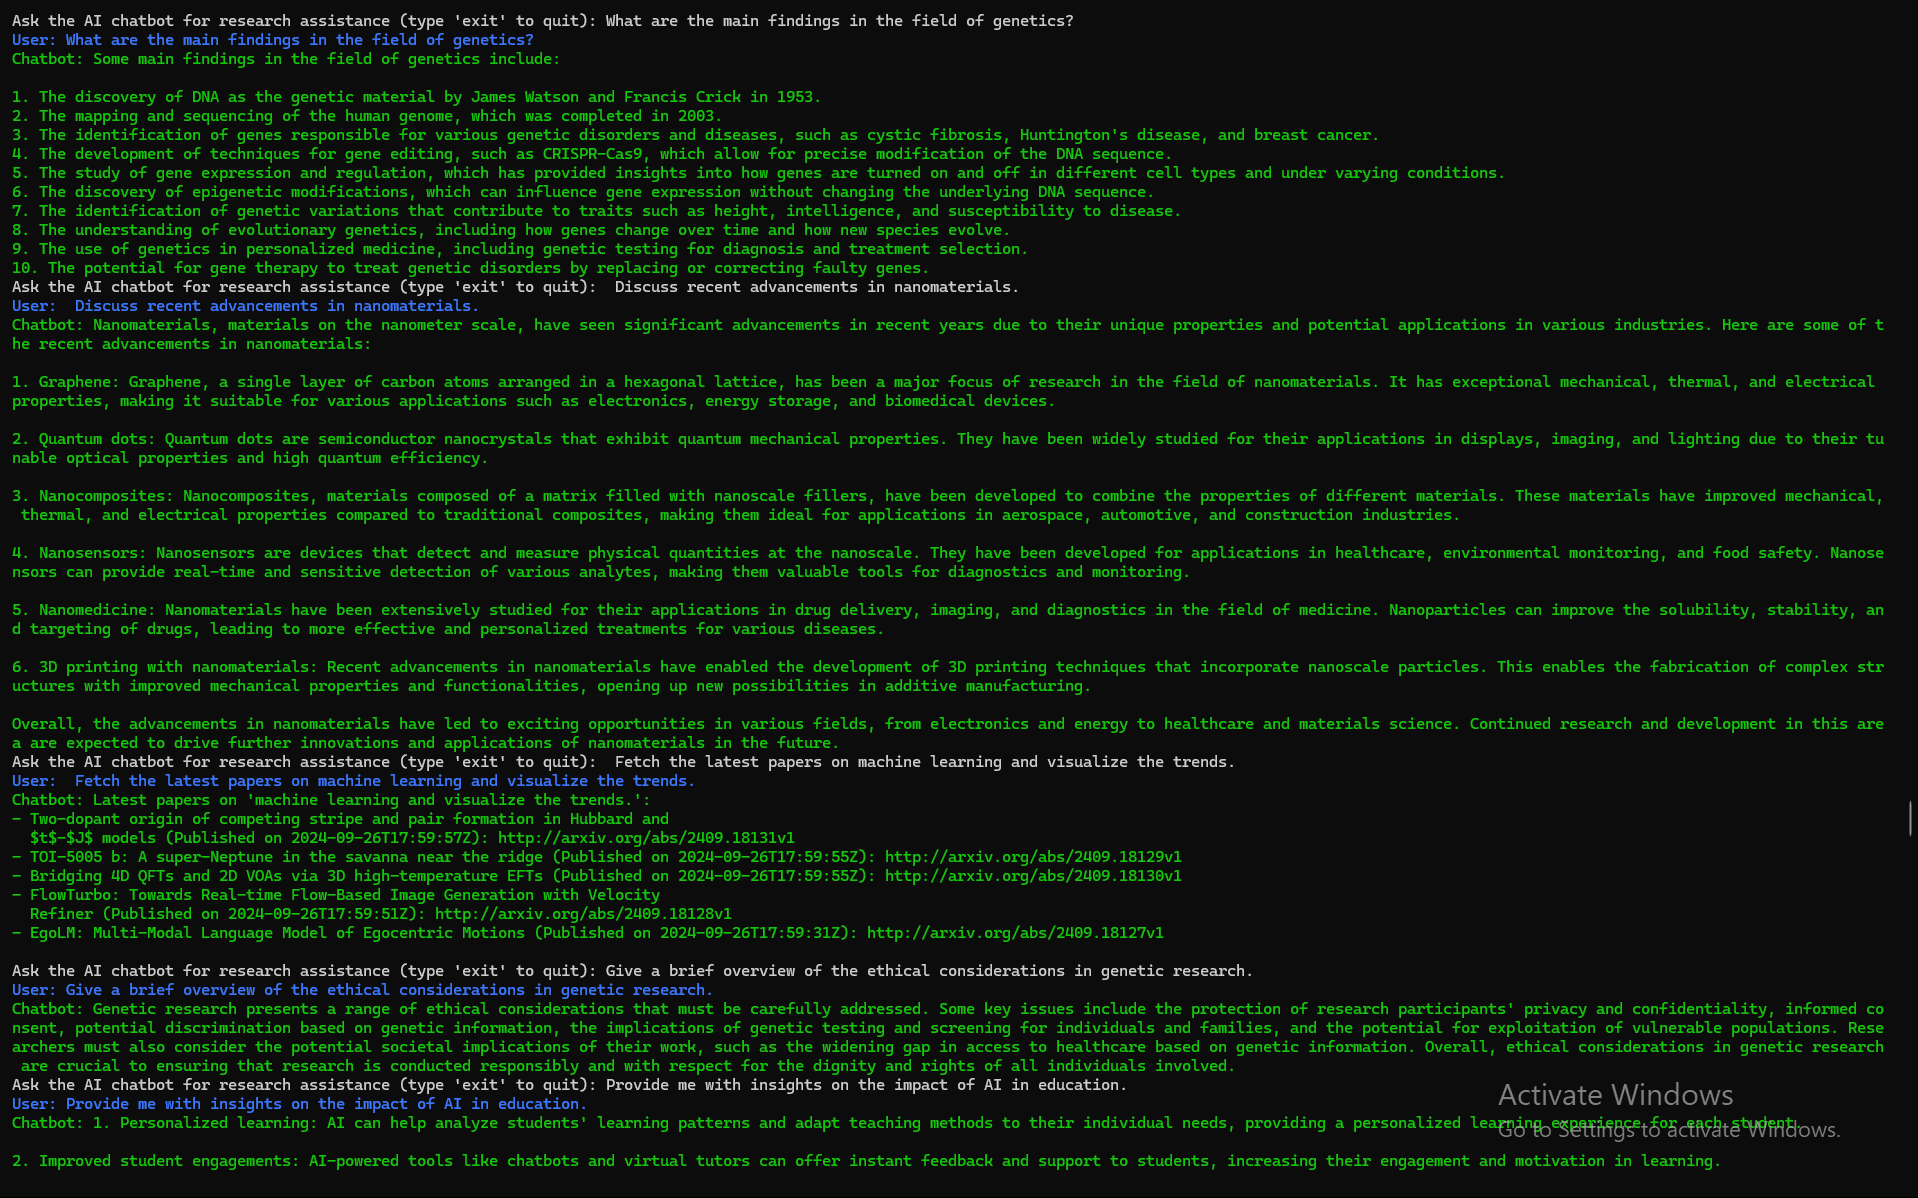 Ask the AI chatbot for research assistance (type 'exit' to quit): What are the main findings in the field of genetics?
User: What are the main findings in the field of genetics?
Chatbot: Some main findings in the field of genetics include:
1. The discovery of DNA as the genetic material by James Watson and Francis Crick in 1953.
2. The mapping and sequencing of the human genome, which was completed in 2003.
3. The identification of genes responsible for various genetic disorders and diseases, such as cystic fibrosis, Huntington's disease, and breast cancer.
4. The development of techniques for gene editing, such as CRISPR-Cas9, which allow for precise modification of the DNA sequence.
5. The study of gene expression and regulation, which has provided insights into how genes are turned on and off in different cell types and under varying conditions.
6. The discovery of epigenetic modifications, which can influence gene expression without changing the underlying DNA sequence.
7. The identification of genetic variations that contribute to traits such as height, intelligence, and susceptibility to disease.
8. The understanding of evolutionary genetics, including how genes change over time and how new species evolve.
9. The use of genetics in personalized medicine, including genetic testing for diagnosis and treatment selection.
10. The potential for gene therapy to treat genetic disorders by replacing or correcting faulty genes.
Ask the AI chatbot for research assistance (type 'exit' to quit):  Discuss recent advancements in nanomaterials.
User:  Discuss recent advancements in nanomaterials.
Chatbot: Nanomaterials, materials on the nanometer scale, have seen significant advancements in recent years due to their unique properties and potential applications in various industries. Here are some of t
he recent advancements in nanomaterials:
1. Graphene: Graphene, a single layer of carbon atoms arranged in a hexagonal lattice, has been a major focus of research in the field of nanomaterials. It has exceptional mechanical, thermal, and electrical
properties, making it suitable for various applications such as electronics, energy storage, and biomedical devices.
2. Quantum dots: Quantum dots are semiconductor nanocrystals that exhibit quantum mechanical properties. They have been widely studied for their applications in displays, imaging, and lighting due to their tu
nable optical properties and high quantum efficiency.
3. Nanocomposites: Nanocomposites, materials composed of a matrix filled with nanoscale fillers, have been developed to combine the properties of different materials. These materials have improved mechanical,
 thermal, and electrical properties compared to traditional composites, making them ideal for applications in aerospace, automotive, and construction industries.
4. Nanosensors: Nanosensors are devices that detect and measure physical quantities at the nanoscale. They have been developed for applications in healthcare, environmental monitoring, and food safety. Nanose
nsors can provide real-time and sensitive detection of various analytes, making them valuable tools for diagnostics and monitoring.
5. Nanomedicine: Nanomaterials have been extensively studied for their applications in drug delivery, imaging, and diagnostics in the field of medicine. Nanoparticles can improve the solubility, stability, an
d targeting of drugs, leading to more effective and personalized treatments for various diseases.
6. 3D printing with nanomaterials: Recent advancements in nanomaterials have enabled the development of 3D printing techniques that incorporate nanoscale particles. This enables the fabrication of complex str
uctures with improved mechanical properties and functionalities, opening up new possibilities in additive manufacturing.
Overall, the advancements in nanomaterials have led to exciting opportunities in various fields, from electronics and energy to healthcare and materials science. Continued research and development in this are
a are expected to drive further innovations and applications of nanomaterials in the future.
Ask the AI chatbot for research assistance (type 'exit' to quit):  Fetch the latest papers on machine learning and visualize the trends.
User:  Fetch the latest papers on machine learning and visualize the trends.
Chatbot: Latest papers on 'machine learning and visualize the trends.':
- Two-dopant origin of competing stripe and pair formation in Hubbard and
  $t$-$J$ models (Published on 2024-09-26T17:59:57Z): http://arxiv.org/abs/2409.18131v1
- TOI-5005 b: A super-Neptune in the savanna near the ridge (Published on 2024-09-26T17:59:55Z): http://arxiv.org/abs/2409.18129v1
- Bridging 4D QFTs and 2D VOAs via 3D high-temperature EFTs (Published on 2024-09-26T17:59:55Z): http://arxiv.org/abs/2409.18130v1
- FlowTurbo: Towards Real-time Flow-Based Image Generation with Velocity
  Refiner (Published on 2024-09-26T17:59:51Z): http://arxiv.org/abs/2409.18128v1
- EgoLM: Multi-Modal Language Model of Egocentric Motions (Published on 2024-09-26T17:59:31Z): http://arxiv.org/abs/2409.18127v1
Ask the AI chatbot for research assistance (type 'exit' to quit): Give a brief overview of the ethical considerations in genetic research.
User: Give a brief overview of the ethical considerations in genetic research.
Chatbot: Genetic research presents a range of ethical considerations that must be carefully addressed. Some key issues include the protection of research participants' privacy and confidentiality, informed co
nsent, potential discrimination based on genetic information, the implications of genetic testing and screening for individuals and families, and the potential for exploitation of vulnerable populations. Rese
archers must also consider the potential societal implications of their work, such as the widening gap in access to healthcare based on genetic information. Overall, ethical considerations in genetic research
 are crucial to ensuring that research is conducted responsibly and with respect for the dignity and rights of all individuals involved.
Ask the AI chatbot for research assistance (type 'exit' to quit): Provide me with insights on the impact of AI in education.
User: Provide me with insights on the impact of AI in education.
Chatbot: 1. Personalized learning: AI can help analyze students' learning patterns and adapt teaching methods to their individual needs, providing a personalized learning experience for each student.
2. Improved student engagements: AI-powered tools like chatbots and virtual tutors can offer instant feedback and support to students, increasing their engagement and motivation in learning.
Activate Windows
Go to Settings to activate Windows.